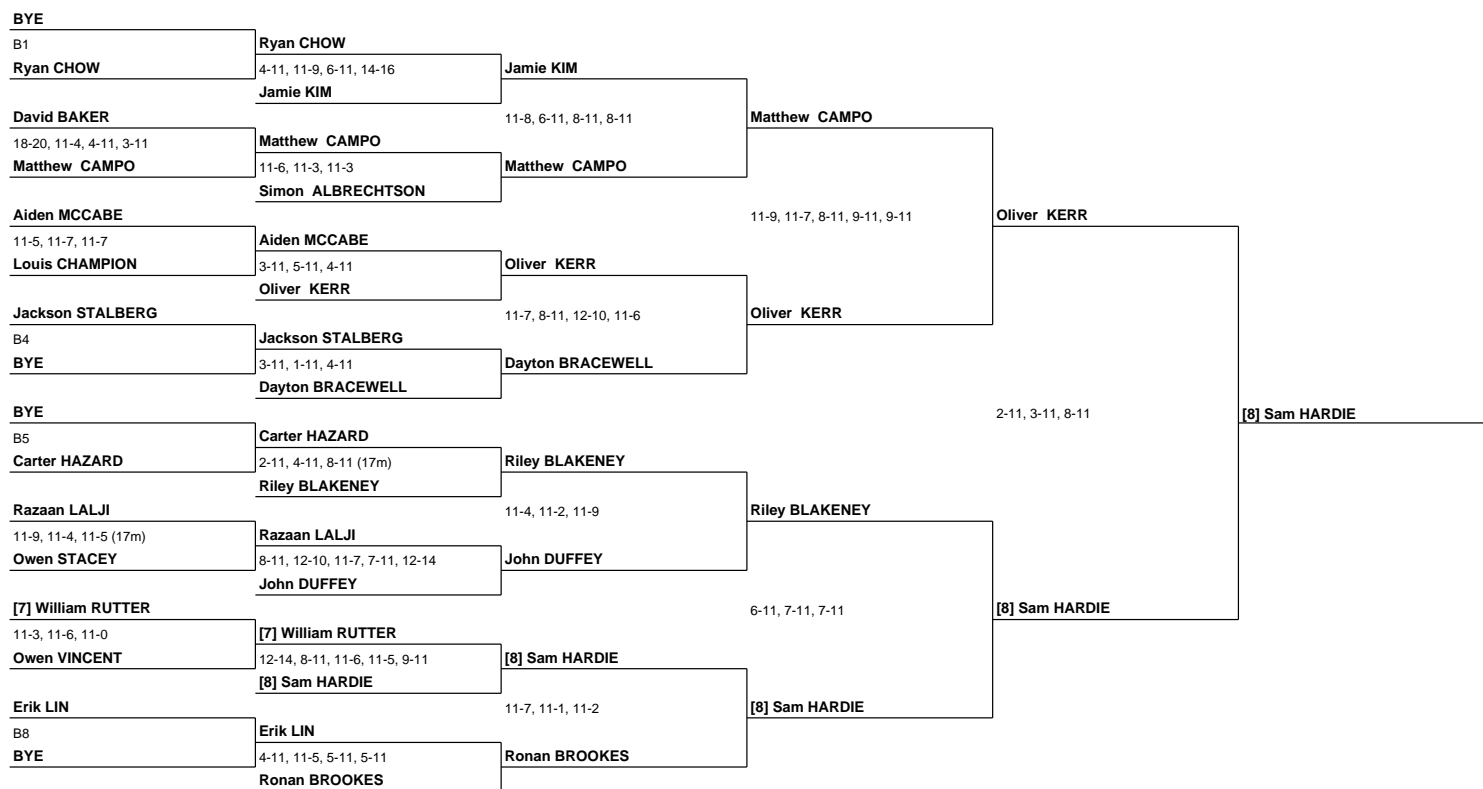 BYE
B1
Ryan CHOW
David BAKER
18-20, 11-4, 4-11, 3-11
Matthew CAMPO
Aiden MCCABE
11-5, 11-7, 11-7
Louis CHAMPION
Jackson STALBERG
B4
BYE
BYE
B5
Carter HAZARD
Razaan LALJI
11-9, 11-4, 11-5 (17m)
Owen STACEY
[7] William RUTTER
11-3, 11-6, 11-0
Owen VINCENT
Erik LIN
B8
BYE
Ryan CHOW
4-11, 11-9, 6-11, 14-16
Jamie KIM
Matthew CAMPO
11-6, 11-3, 11-3
Simon ALBRECHTSON
Aiden MCCABE
3-11, 5-11, 4-11
Oliver KERR
Jackson STALBERG
3-11, 1-11, 4-11
Dayton BRACEWELL
Carter HAZARD
2-11, 4-11, 8-11 (17m)
Riley BLAKENEY
Razaan LALJI
8-11, 12-10, 11-7, 7-11, 12-14
John DUFFEY
[7] William RUTTER
12-14, 8-11, 11-6, 11-5, 9-11
[8] Sam HARDIE
Erik LIN
4-11, 11-5, 5-11, 5-11
Ronan BROOKES
Jamie KIM
11-8, 6-11, 8-11, 8-11
Matthew CAMPO
Oliver KERR
11-7, 8-11, 12-10, 11-6
Dayton BRACEWELL
Riley BLAKENEY
11-4, 11-2, 11-9
John DUFFEY
[8] Sam HARDIE
11-7, 11-1, 11-2
Ronan BROOKES
Matthew CAMPO
11-9, 11-7, 8-11, 9-11, 9-11
Oliver KERR
Riley BLAKENEY
6-11, 7-11, 7-11
[8] Sam HARDIE
Oliver KERR
2-11, 3-11, 8-11
[8] Sam HARDIE
[8] Sam HARDIE